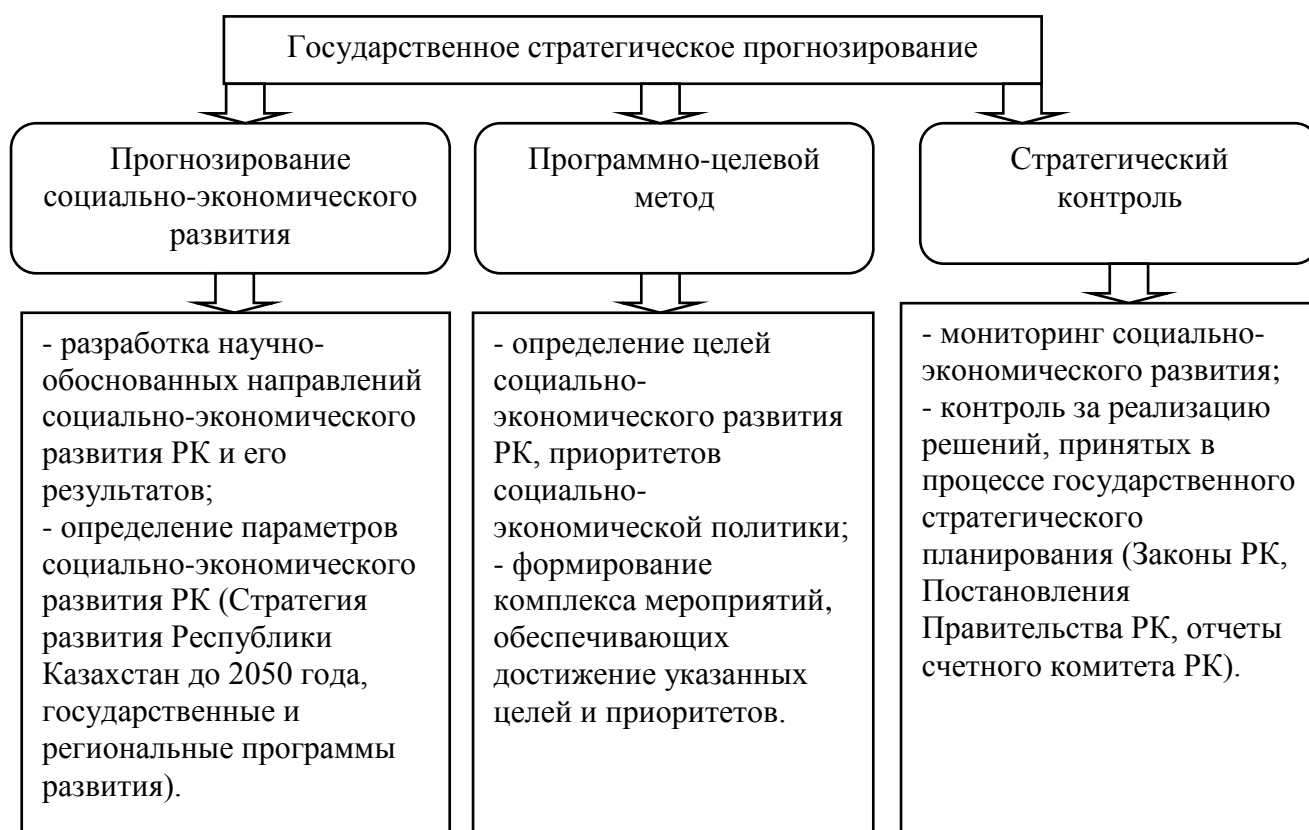 Государственное стратегическое прогнозирование
Прогнозирование
социально-экономического
развития
Программно-целевой
метод
Стратегический
контроль
- разработка научно-
обоснованных направлений
социально-экономического
развития РК и его
результатов;
- определение параметров
социально-экономического
развития РК (Стратегия
развития Республики
Казахстан до 2050 года,
государственные и
региональные программы
развития).
- определение целей
социально-
экономического развития
РК, приоритетов
социально-
экономической политики;
- формирование
комплекса мероприятий,
обеспечивающих
достижение указанных
целей и приоритетов.
- мониторинг социально-
экономического развития;
- контроль за реализацию
решений, принятых в
процессе государственного
стратегического
планирования (Законы РК,
Постановления
Правительства РК, отчеты
счетного комитета РК).